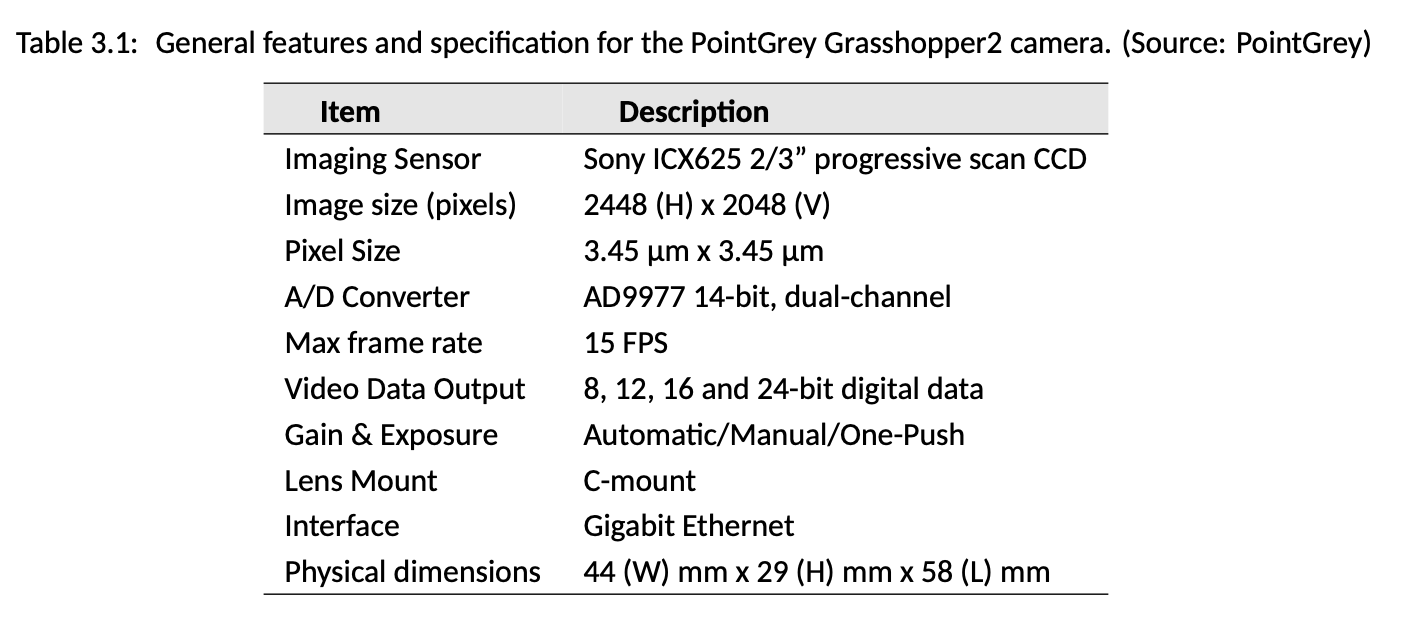 Table 3.1: General features and specification for the PointGrey Grasshopper2 camera. (Source: PointGrey)
Item Description
Imaging Sensor Sony ICX625 2/3” progressive scan CCD
Image size (pixels) 2448 (H) x 2048 (V)
Pixel Size 3.45 µm x 3.45 µm
A/D Converter AD9977 14-bit, dual-channel
Max frame rate 15 FPS
Video Data Output 8, 12, 16 and 24-bit digital data
Gain & Exposure Automatic/Manual/One-Push
Lens Mount C-mount
Interface Gigabit Ethernet
Physical dimensions 44 (W) mm x 29 (H) mm x 58 (L) mm